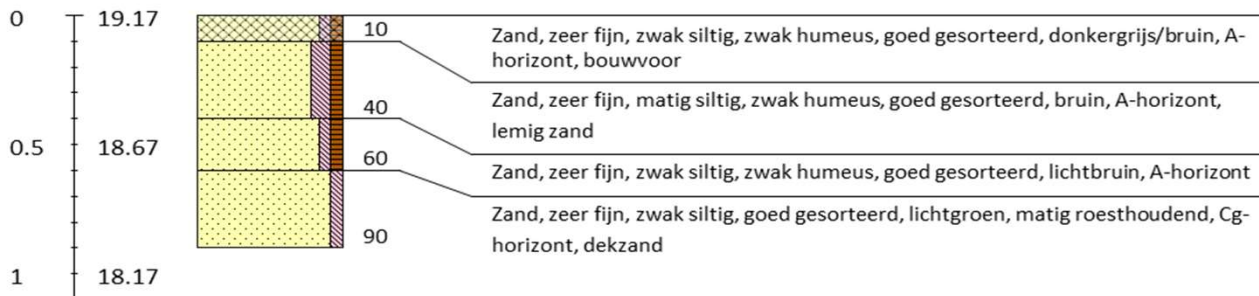 0 19.17
10
Zand, zeer fijn, zwak siltig, zwak humeus, goed gesorteerd, donkergrijs/bruin, A-
horizont, bouwvoor
40
Zand, zeer fijn, matig siltig, zwak humeus, goed gesorteerd, bruin, A-horizont,
lemig zand
0.5 18.67
60
Zand, zeer fijn, zwak siltig, zwak humeus, goed gesorteerd, lichtbruin, A-horizont
90
Zand, zeer fijn, zwak siltig, goed gesorteerd, lichtgroen, matig roesthoudend, Cg-
horizont, dekzand
1 18.17